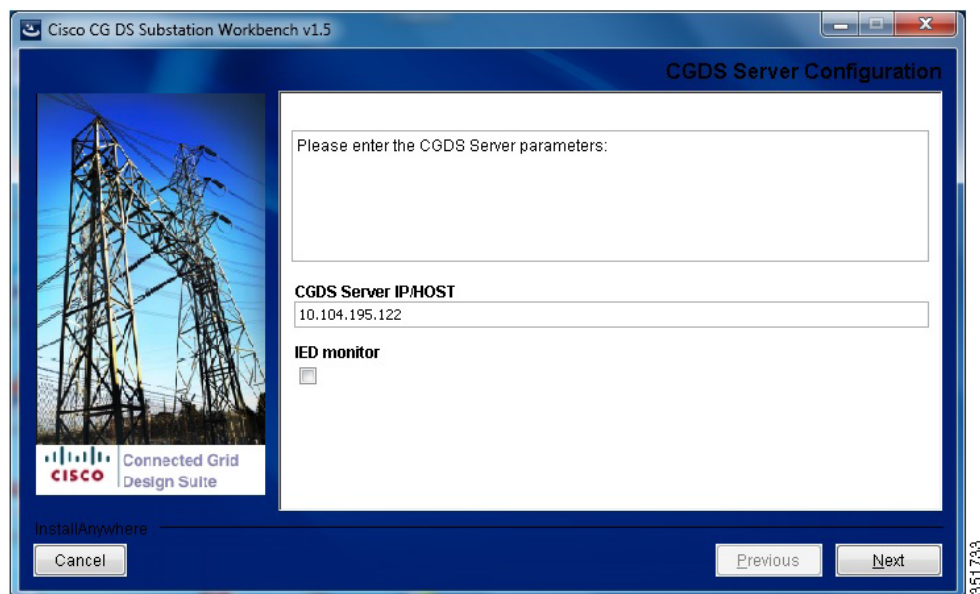 Cisco CG DS Substation Workbench v1.5
CGDS Server Configuration
Please enter the CGDS Server parameters:
CGDS Server IP/HOST
10.104.195.122
IED monitor
CISCO
Connected Grid
Design Suite
InstallAnywhere
Cancel
Previous
Next
351733